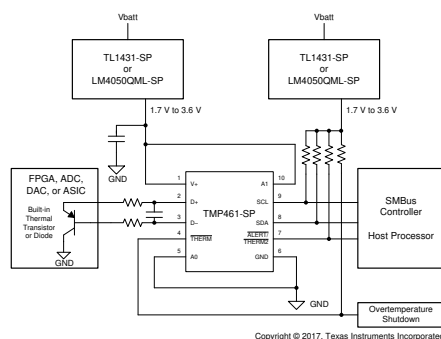 Vbatt
Vbatt
TL1431-SP
or
LM4050QML-SP
TL1431-SP
or
LM4050QML-SP
1.7 V to 3.6 V
1.7 V to 3.6 V
GND
FPGA, ADC,
DAC, or ASIC
Built-in
Thermal
Transistor
or Diode
GND
1
V+
2
D+
3
D−
4
THERM
5
A0
TMP461-SP
A1
10
SCL
9
SDA
8
ALERT/
THERM2
7
GND
6
GND
SMBus
Controller
Host Processor
Overtemperature
Shutdown
Copyright © 2017, Texas Instruments Incorporated